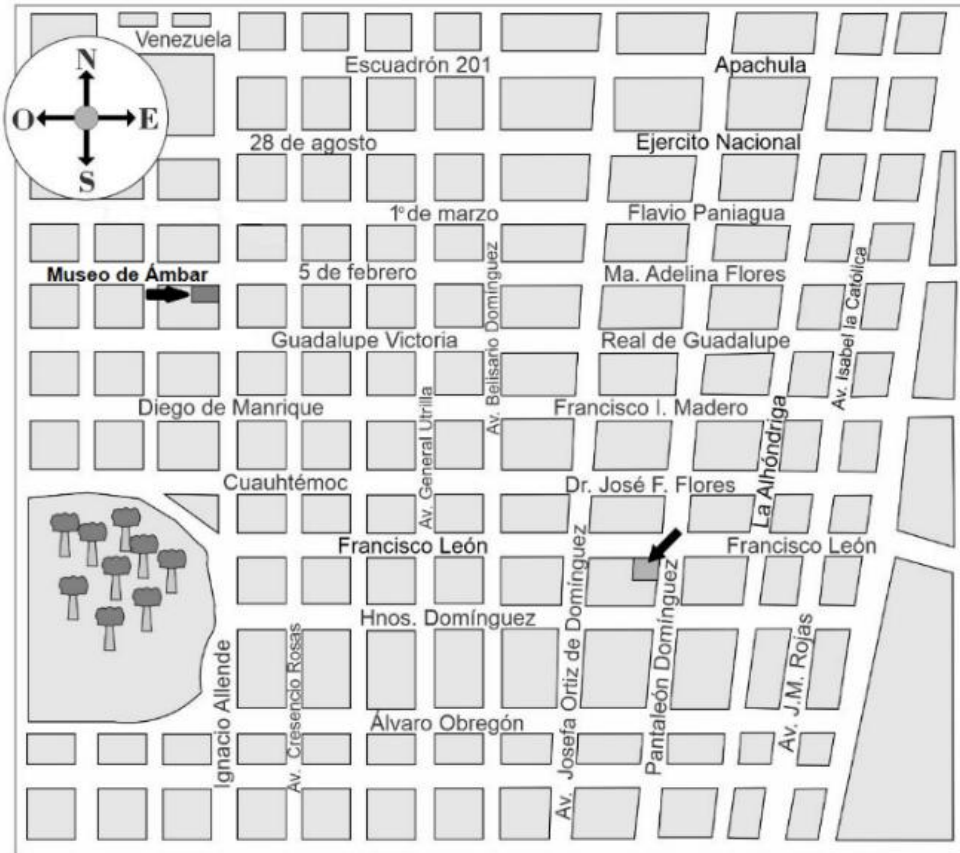 Venezuela
N
Escuadrón 201
Apachula
O
E
28 de agosto
Ejercito Nacional
S
1° de marzo
Flavio Paniagua
Museo de Ámbar
5 de febrero
Ma. Adelina Flores
Av. Belisario Domínguez
Av. Isabel la Católica
Guadalupe Victoria
Real de Guadalupe
Diego de Manrique
Av. General Utrilla
Francisco I. Madero
La Alhóndriga
Cuauhtémoc
Dr. José F. Flores
Francisco León
Francisco León
Hnos. Domínguez
Av. Josefa Ortiz de Domínguez
Pantaleón Domínguez
Av. J.M. Rojas
Ignacio Allende
Av. Cresencio Rosas
Álvaro Obregón